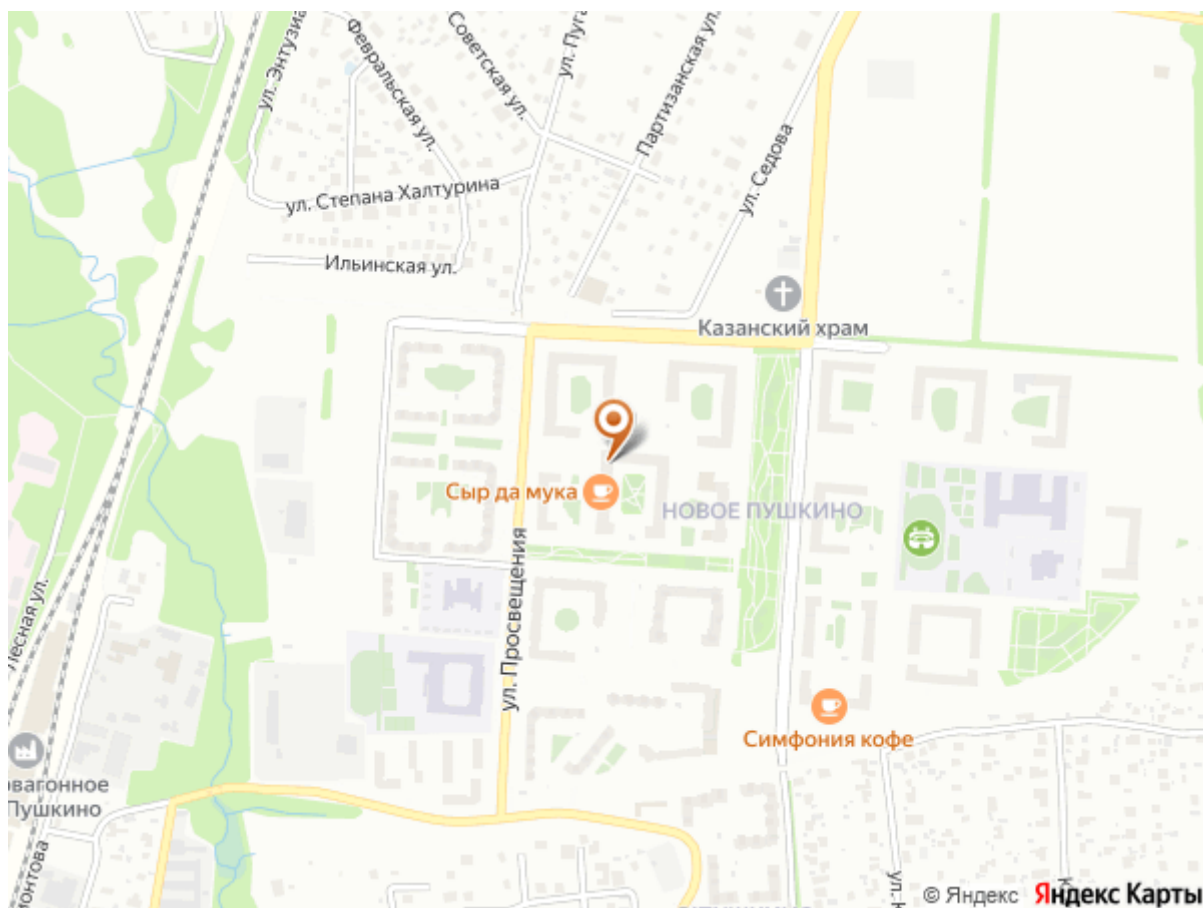 ул. Энтузиа
Февральская ул.
Советская ул.
ул. Пуга
Партизанская ул.
ул. Седова
ул. Степана Халтурина
Ильинская ул.
Казанский храм
Сыр да мука
НОВОЕ ПУШКИНО
ул. Просвещения
Лесная ул.
Симфония кофе
овагонное
Пушкино
монтова
ул. К
© Яндекс Яндекс Карты